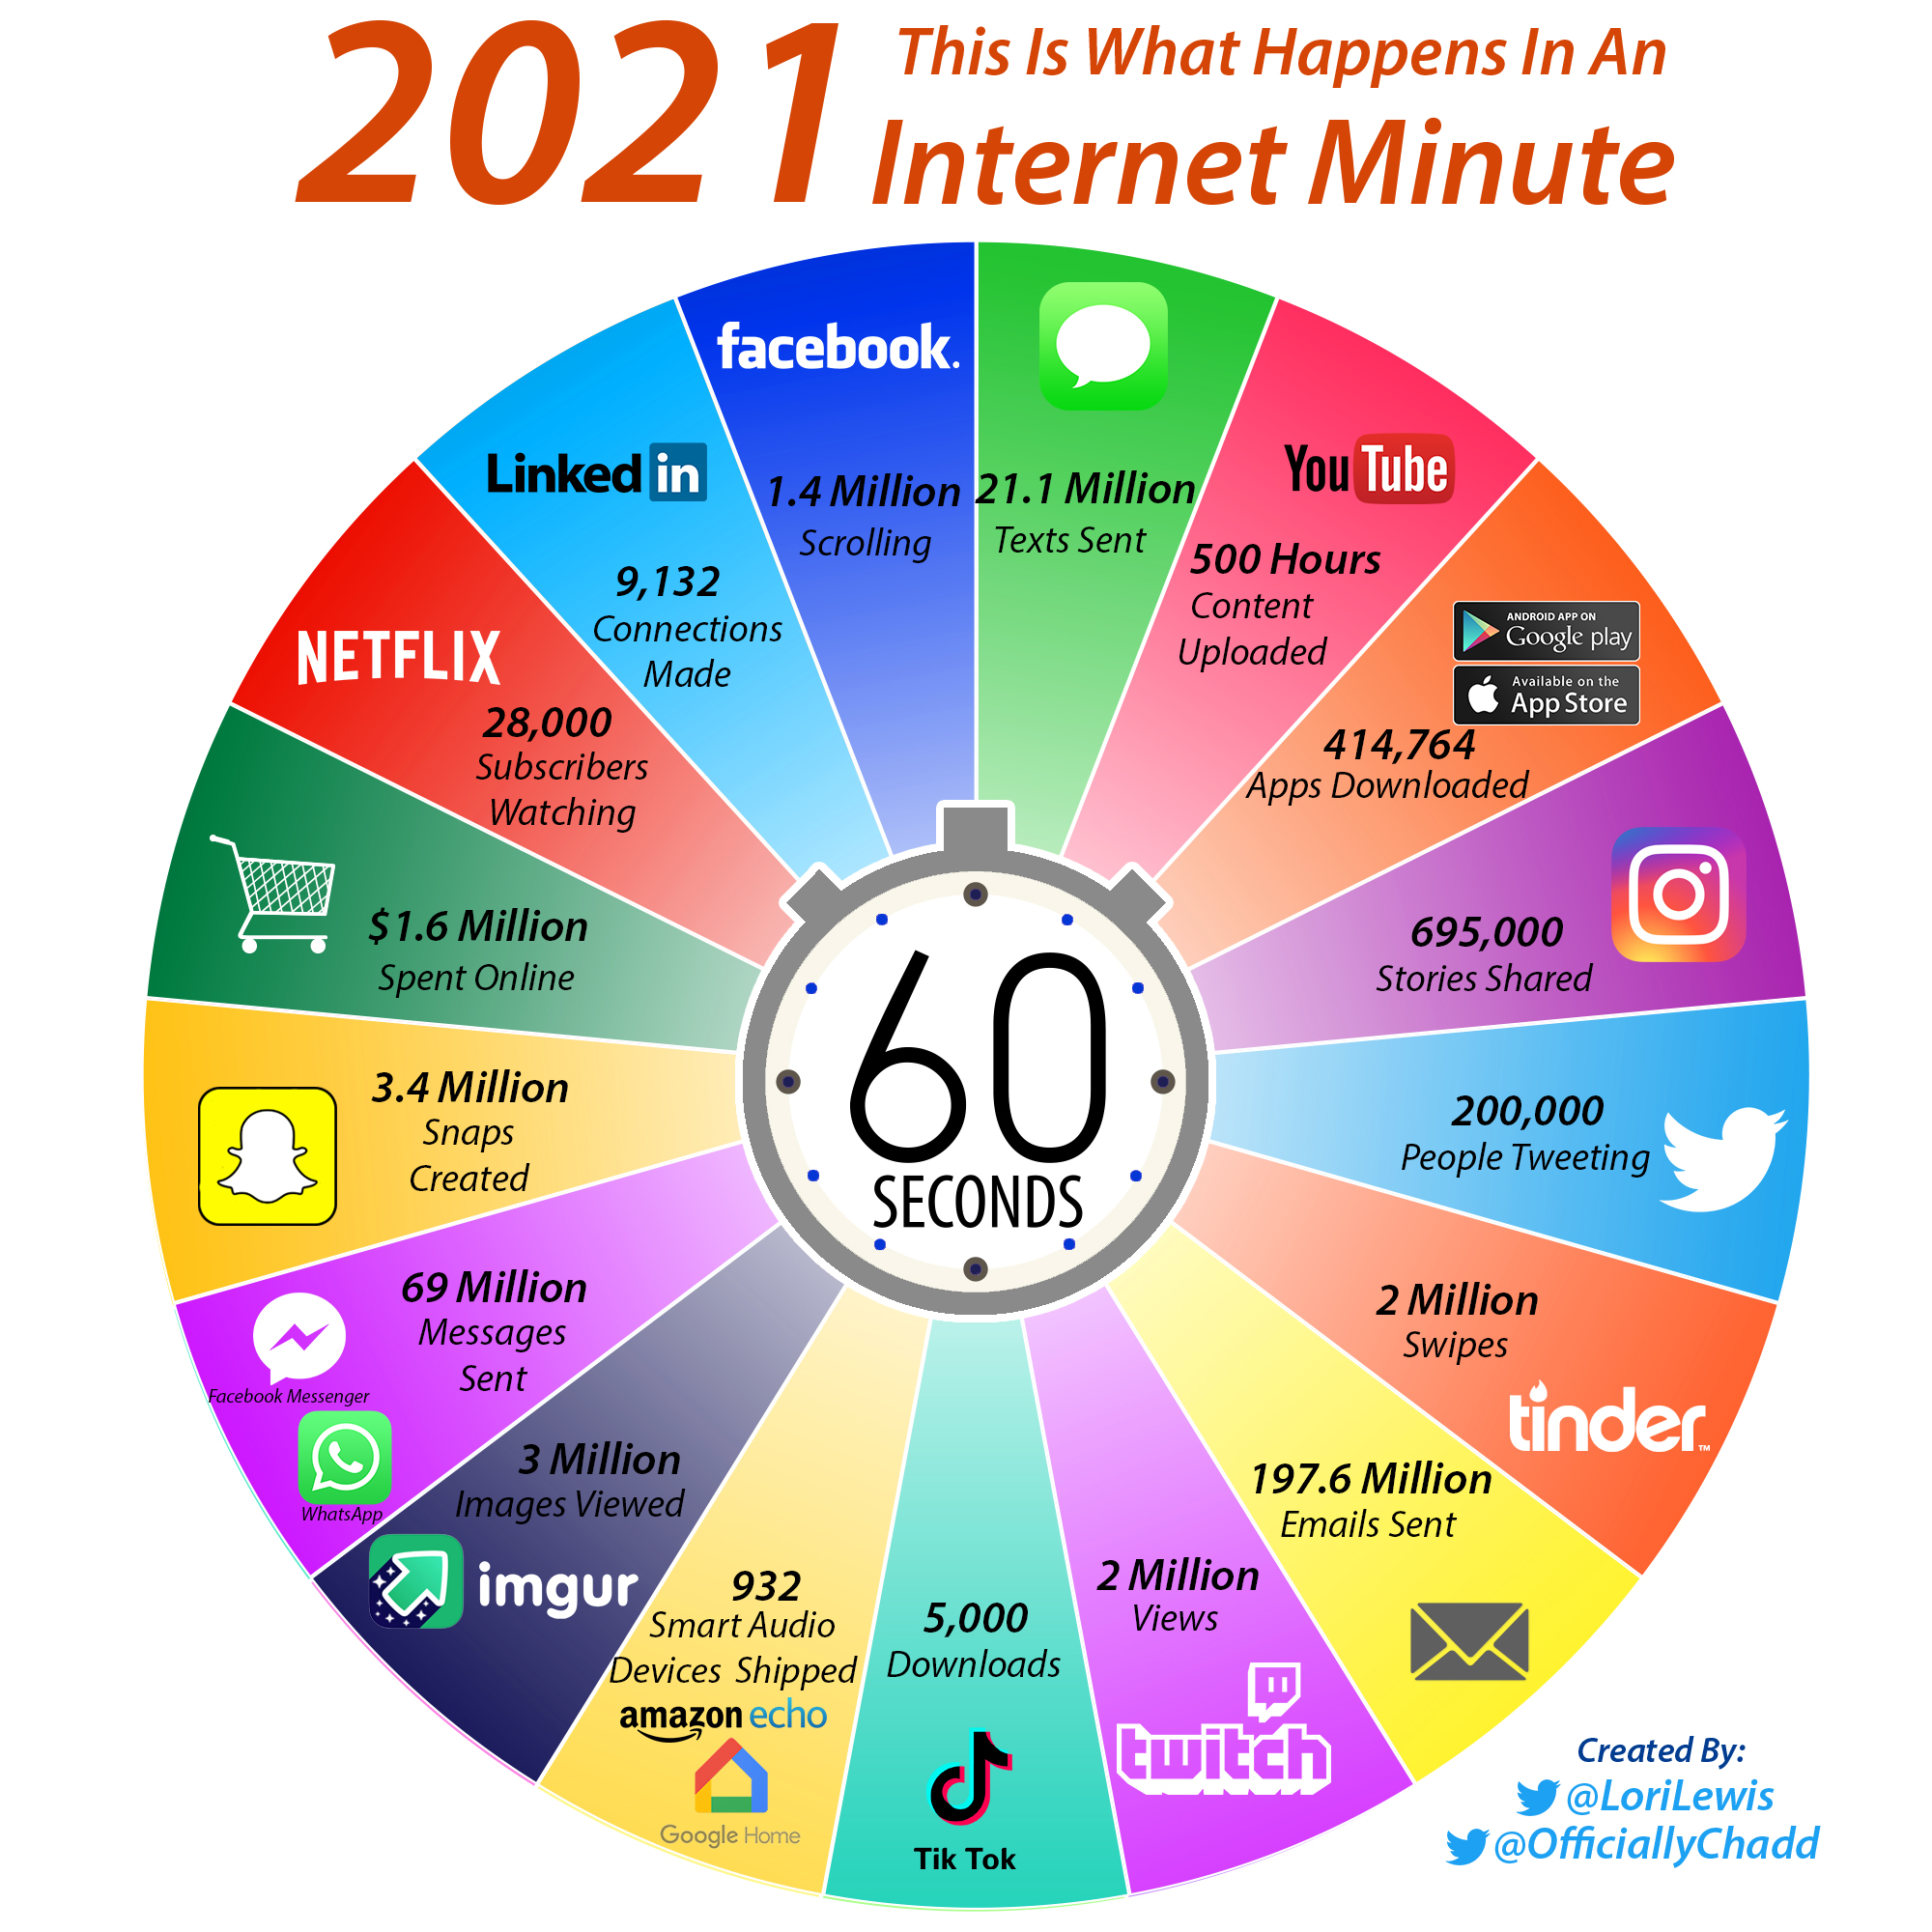 2021
This Is What Happens In An
Internet Minute
facebook.
1.4 Million
Scrolling
21.1 Million
Texts Sent
YouTube
500 Hours
Content
Uploaded
ANDROID APP ON
Google play
Available on the
App Store
414,764
Apps Downloaded
695,000
Stories Shared
200,000
People Tweeting
2 Million
Swipes
tinder™
197.6 Million
Emails Sent
2 Million
Views
twitch
5,000
Downloads
Tik Tok
932
Smart Audio
Devices Shipped
amazon echo
Google Home
3 Million
Images Viewed
imgur
69 Million
Messages
Sent
Facebook Messenger
WhatsApp
3.4 Million
Snaps
Created
$1.6 Million
Spent Online
NETFLIX
28,000
Subscribers
Watching
Linked in
9,132
Connections
Made
60
SECONDS
Created By:
@LoriLewis
@OfficiallyChadd